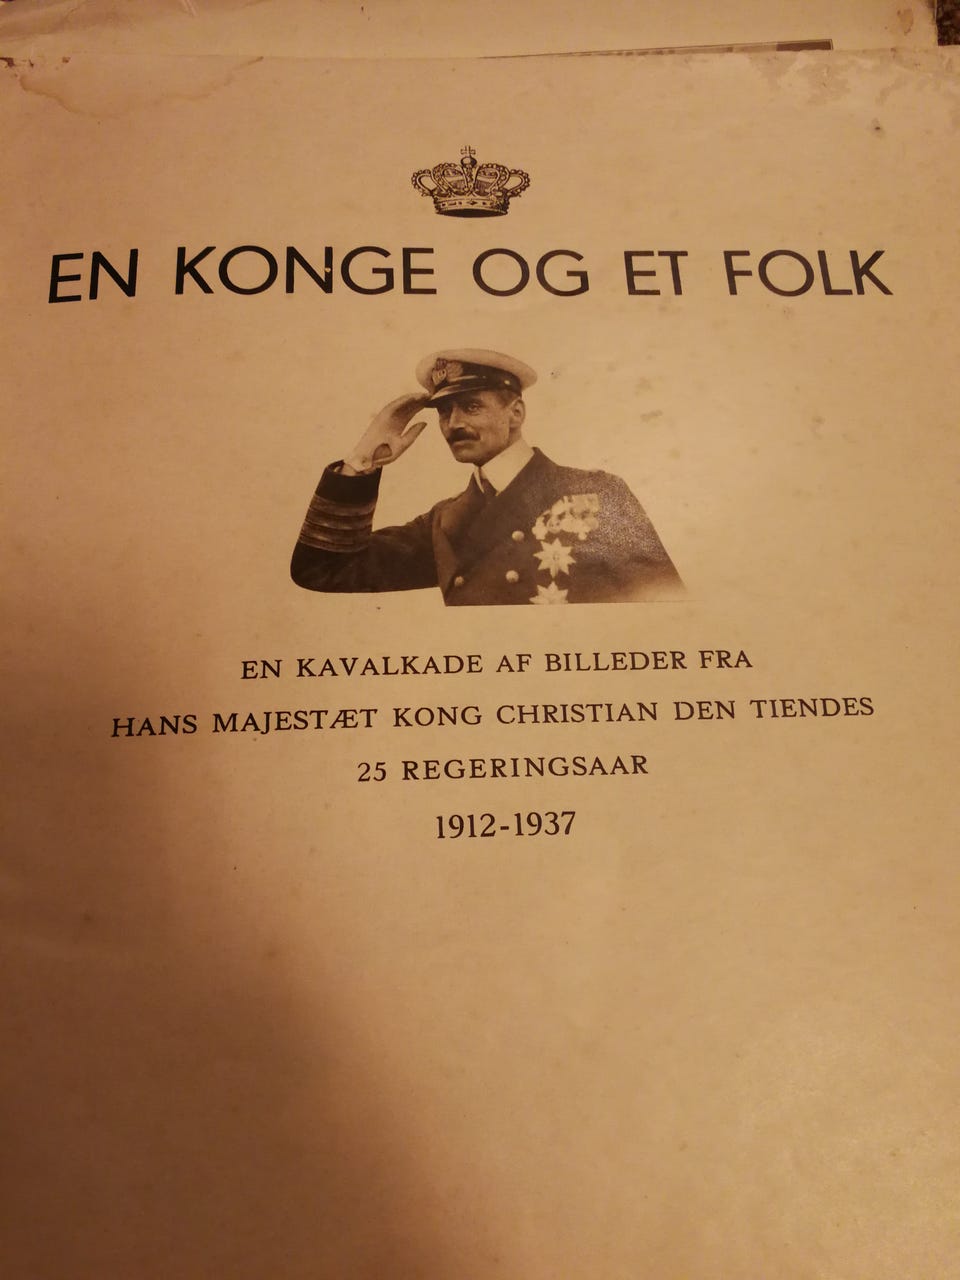 EN KONGE OG ET FOLK
EN KAVALKADE AF BILLEDER FRA
HANS MAJESTÆT KONG CHRISTIAN DEN TIENDES
25 REGERINGSAAR
1912-1937